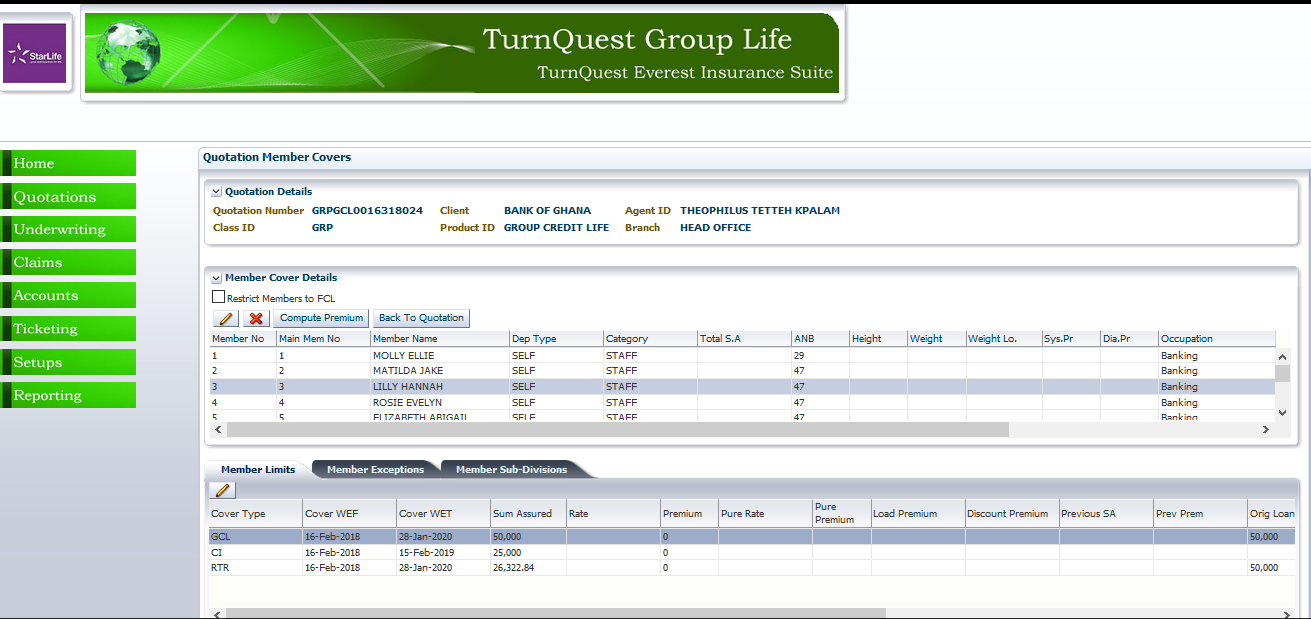 StarLife
TurnQuest Group Life
TurnQuest Everest Insurance Suite
Home
Quotations
Underwriting
Claims
Accounts
Ticketing
Setups
Reporting
Quotation Member Covers
Quotation Details
Quotation Number GRPGCL0016318024 Client BANK OF GHANA Agent ID THEOPHILUS TETTEH KPALAM
Class ID GRP Product ID GROUP CREDIT LIFE Branch HEAD OFFICE
Member Cover Details
Restrict Members to FCL
Compute Premium Back To Quotation
Member No Main Mem No Member Name Dep Type Category Total S.A ANB Height Weight Weight Lo. Sys.Pr Dia.Pr Occupation
1 1 MOLLY ELLIE SELF STAFF 29 Banking
2 2 MATILDA JAKE SELF STAFF 47 Banking
3 3 LILLY HANNAH SELF STAFF 47 Banking
4 4 ROSIE EVELYN SELF STAFF 47 Banking
5 5 ELIZABETH ABIGAIL SELF STAFF 47 Banking
Member Limits Member Exceptions Member Sub-Divisions
Cover Type Cover WEF Cover WET Sum Assured Rate Premium Pure Rate Pure Premium Load Premium Discount Premium Previous SA Prev Prem Orig Loan
GCL 16-Feb-2018 28-Jan-2020 50,000 0 50,000
CI 16-Feb-2018 15-Feb-2019 25,000 0
RTR 16-Feb-2018 28-Jan-2020 26,322.84 0 50,000